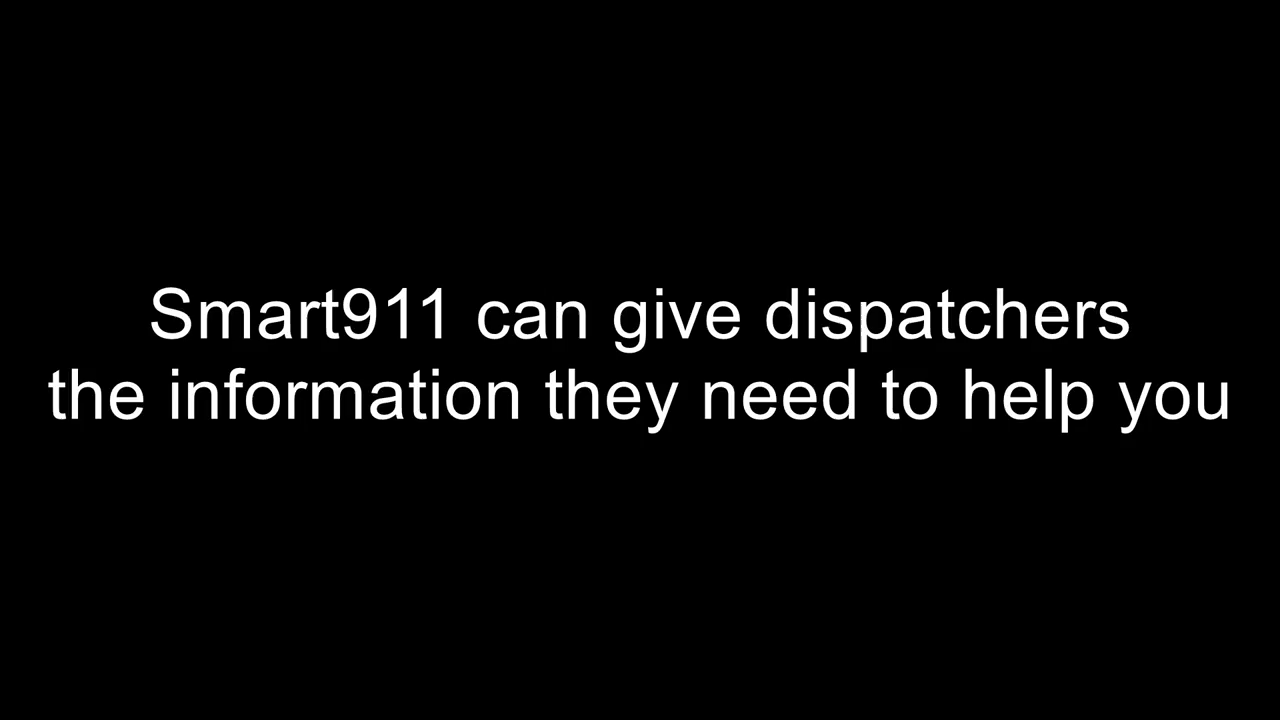 Smart911 can give dispatchers
the information they need to help you